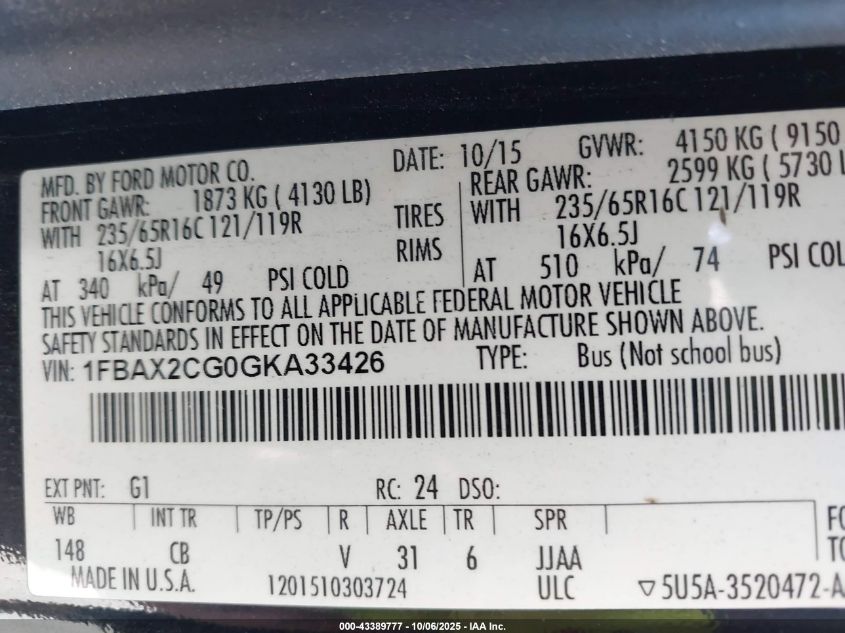 MFD. BY FORD MOTOR CO. DATE: 10/15 GVWR: 4150 KG ( 9150
FRONT GAWR: 1873 KG ( 4130 LB) REAR GAWR: 2599 KG ( 5730 L
WITH 235/65R16C 121/119R TIRES WITH 235/65R16C 121/119R
16X6.5J RIMS 16X6.5J
AT 340 kPa/ 49 PSI COLD AT 510 kPa/ 74 PSI COL
THIS VEHICLE CONFORMS TO ALL APPLICABLE FEDERAL MOTOR VEHICLE
SAFETY STANDARDS IN EFFECT ON THE DATE OF MANUFACTURE SHOWN ABOVE.
VIN: 1FBAX2CG0GKA33426 TYPE: Bus (Not school bus)
EXT PNT: G1 RC: 24 DSO:
WB INT TR TP/PS R AXLE TR SPR FO
148 CB V 31 6 JJAA TO
MADE IN U.S.A. 1201510303724 ULC ▽5U5A-3520472-A
000-43389777 - 10/06/2025 - IAA Inc.